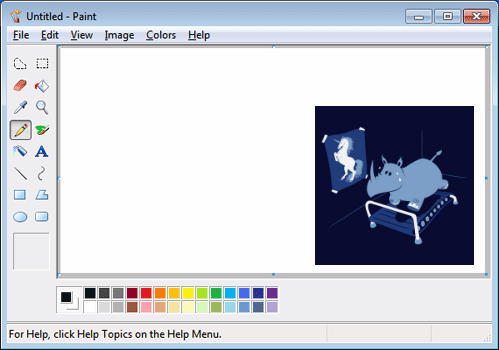 Untitled - Paint
File Edit View Image Colors Help
A
For Help, click Help Topics on the Help Menu.